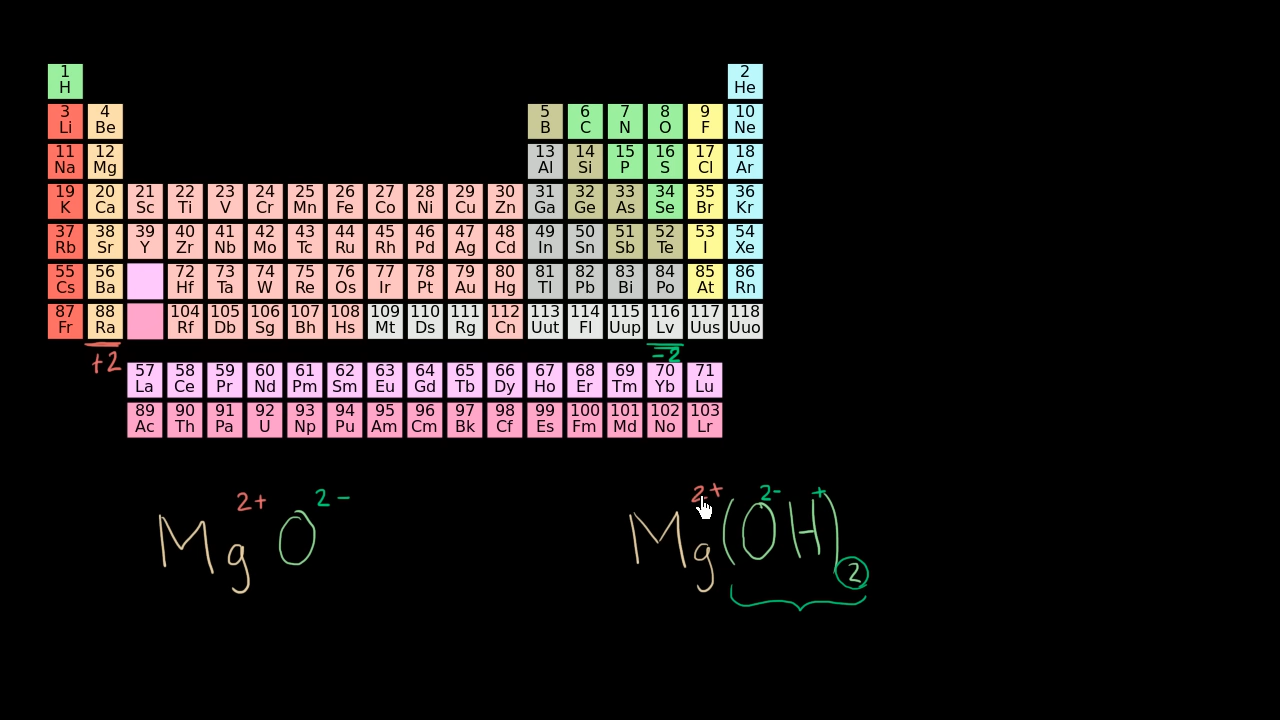 1 2
H He
3 4 5 6 7 8 9 10
Li Be B C N O F Ne
11 12 13 14 15 16 17 18
Na Mg Al Si P S Cl Ar
19 20 21 22 23 24 25 26 27 28 29 30 31 32 33 34 35 36
K Ca Sc Ti V Cr Mn Fe Co Ni Cu Zn Ga Ge As Se Br Kr
37 38 39 40 41 42 43 44 45 46 47 48 49 50 51 52 53 54
Rb Sr Y Zr Nb Mo Tc Ru Rh Pd Ag Cd In Sn Sb Te I Xe
55 56 72 73 74 75 76 77 78 79 80 81 82 83 84 85 86
Cs Ba Hf Ta W Re Os Ir Pt Au Hg Tl Pb Bi Po At Rn
87 88 104 105 106 107 108 109 110 111 112 113 114 115 116 117 118
Fr Ra Rf Db Sg Bh Hs Mt Ds Rg Cn Uut Fl Uup Lv Uus Uuo
+2 -2
57 58 59 60 61 62 63 64 65 66 67 68 69 70 71
La Ce Pr Nd Pm Sm Eu Gd Tb Dy Ho Er Tm Yb Lu
89 90 91 92 93 94 95 96 97 98 99 100 101 102 103
Ac Th Pa U Np Pu Am Cm Bk Cf Es Fm Md No Lr
2+ 2- 2+ 2- +
Mg O Mg(OH)2